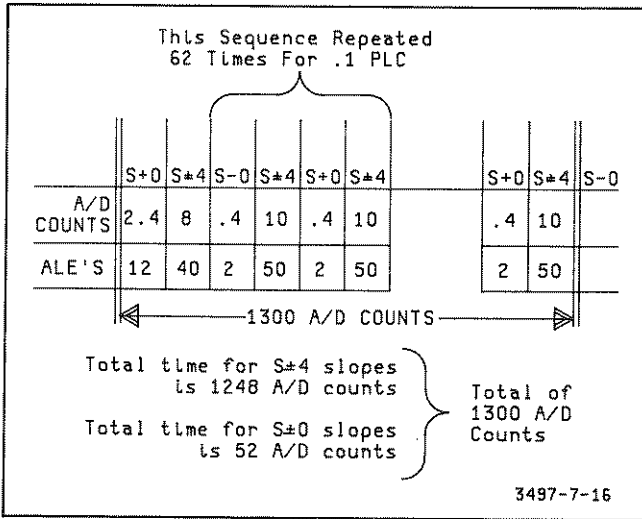 This Sequence Repeated
62 Times For .1 PLC
S+0 S±4 S-0 S±4 S+0 S±4 S+0 S±4 S-0
A/D COUNTS 2.4 8 .4 10 .4 10 .4 10
ALE'S 12 40 2 50 2 50 2 50
1300 A/D COUNTS
Total time for S±4 slopes
is 1248 A/D counts
Total time for S±0 slopes
is 52 A/D counts
Total of
1300 A/D
Counts
3497-7-16